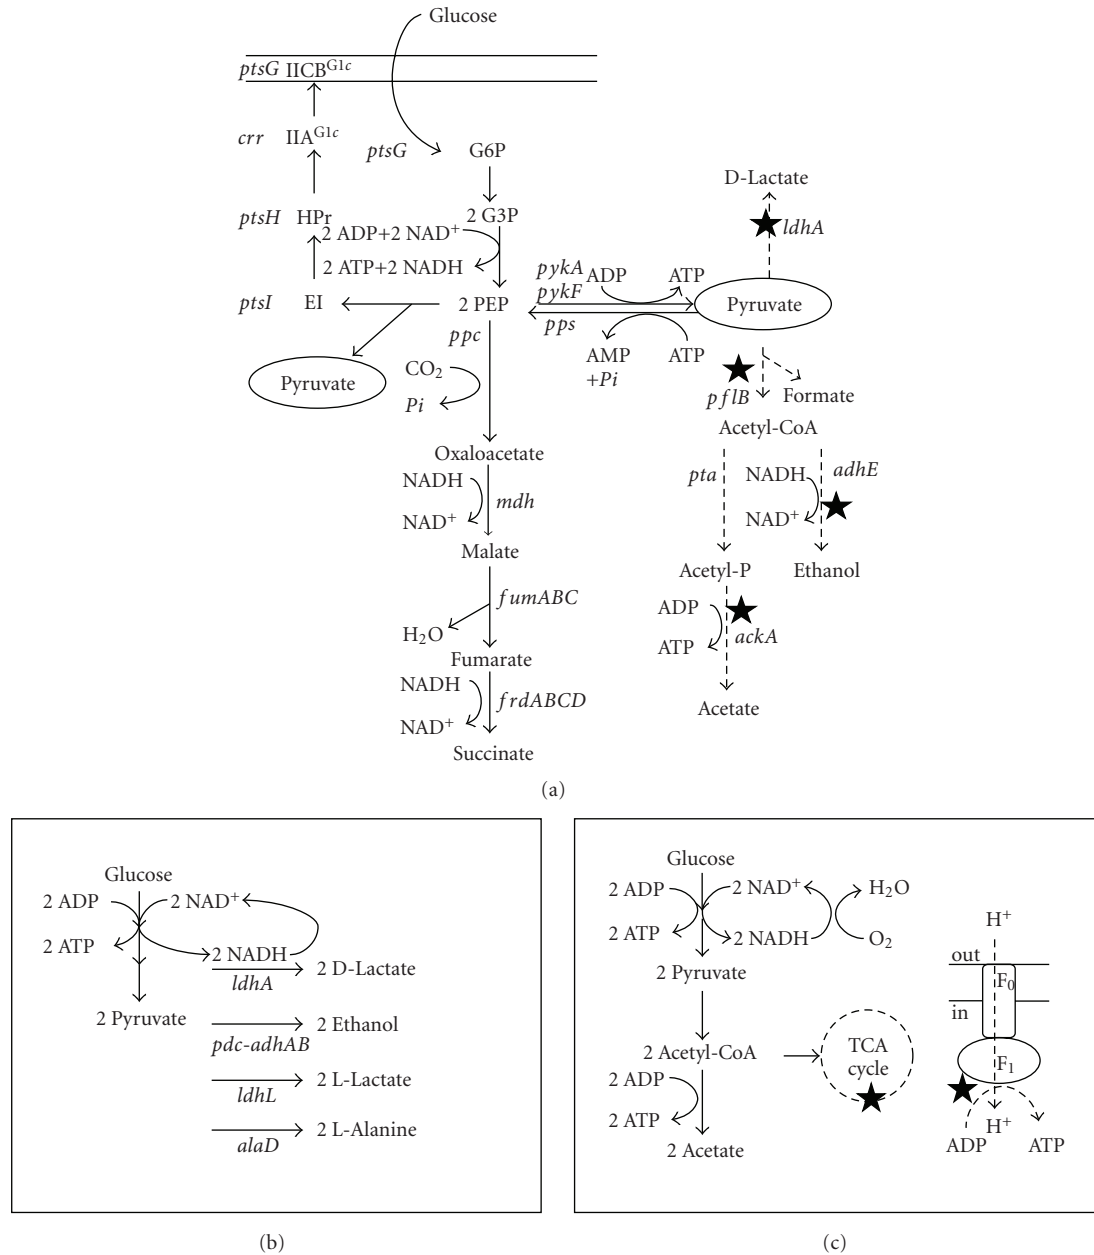 Glucose
ptsG IICB^G1c
crr IIA^G1c
ptsG G6P
D-Lactate
ptsH HPr 2 G3P
ldhA
2 ADP+2 NAD+
2 ATP+2 NADH
pykA ADP ATP
pykF
ptsI EI 2 PEP Pyruvate
ppc pps
CO2 AMP ATP
+Pi
Pyruvate
Pi pflB Formate
Acetyl-CoA
Oxaloacetate
NADH pta NADH adhE
mdh
NAD+ NAD+
Malate
Acetyl-P Ethanol
fumABC
ADP
H2O ackA
ATP
Fumarate
NADH
frdABCD
NAD+ Acetate
Succinate
(a)
Glucose
2 ADP 2 NAD+
2 ATP 2 NADH
2 D-Lactate
ldhA
2 Pyruvate 2 Ethanol
pdc-adhAB
2 L-Lactate
ldhL
2 L-Alanine
alaD
(b)
Glucose
2 ADP 2 NAD+ H2O
2 ATP 2 NADH O2
H+
out
2 Pyruvate
F0
in
2 Acetyl-CoA TCA
cycle
F1
2 ADP
2 ATP
H+
2 Acetate ADP ATP
(c)